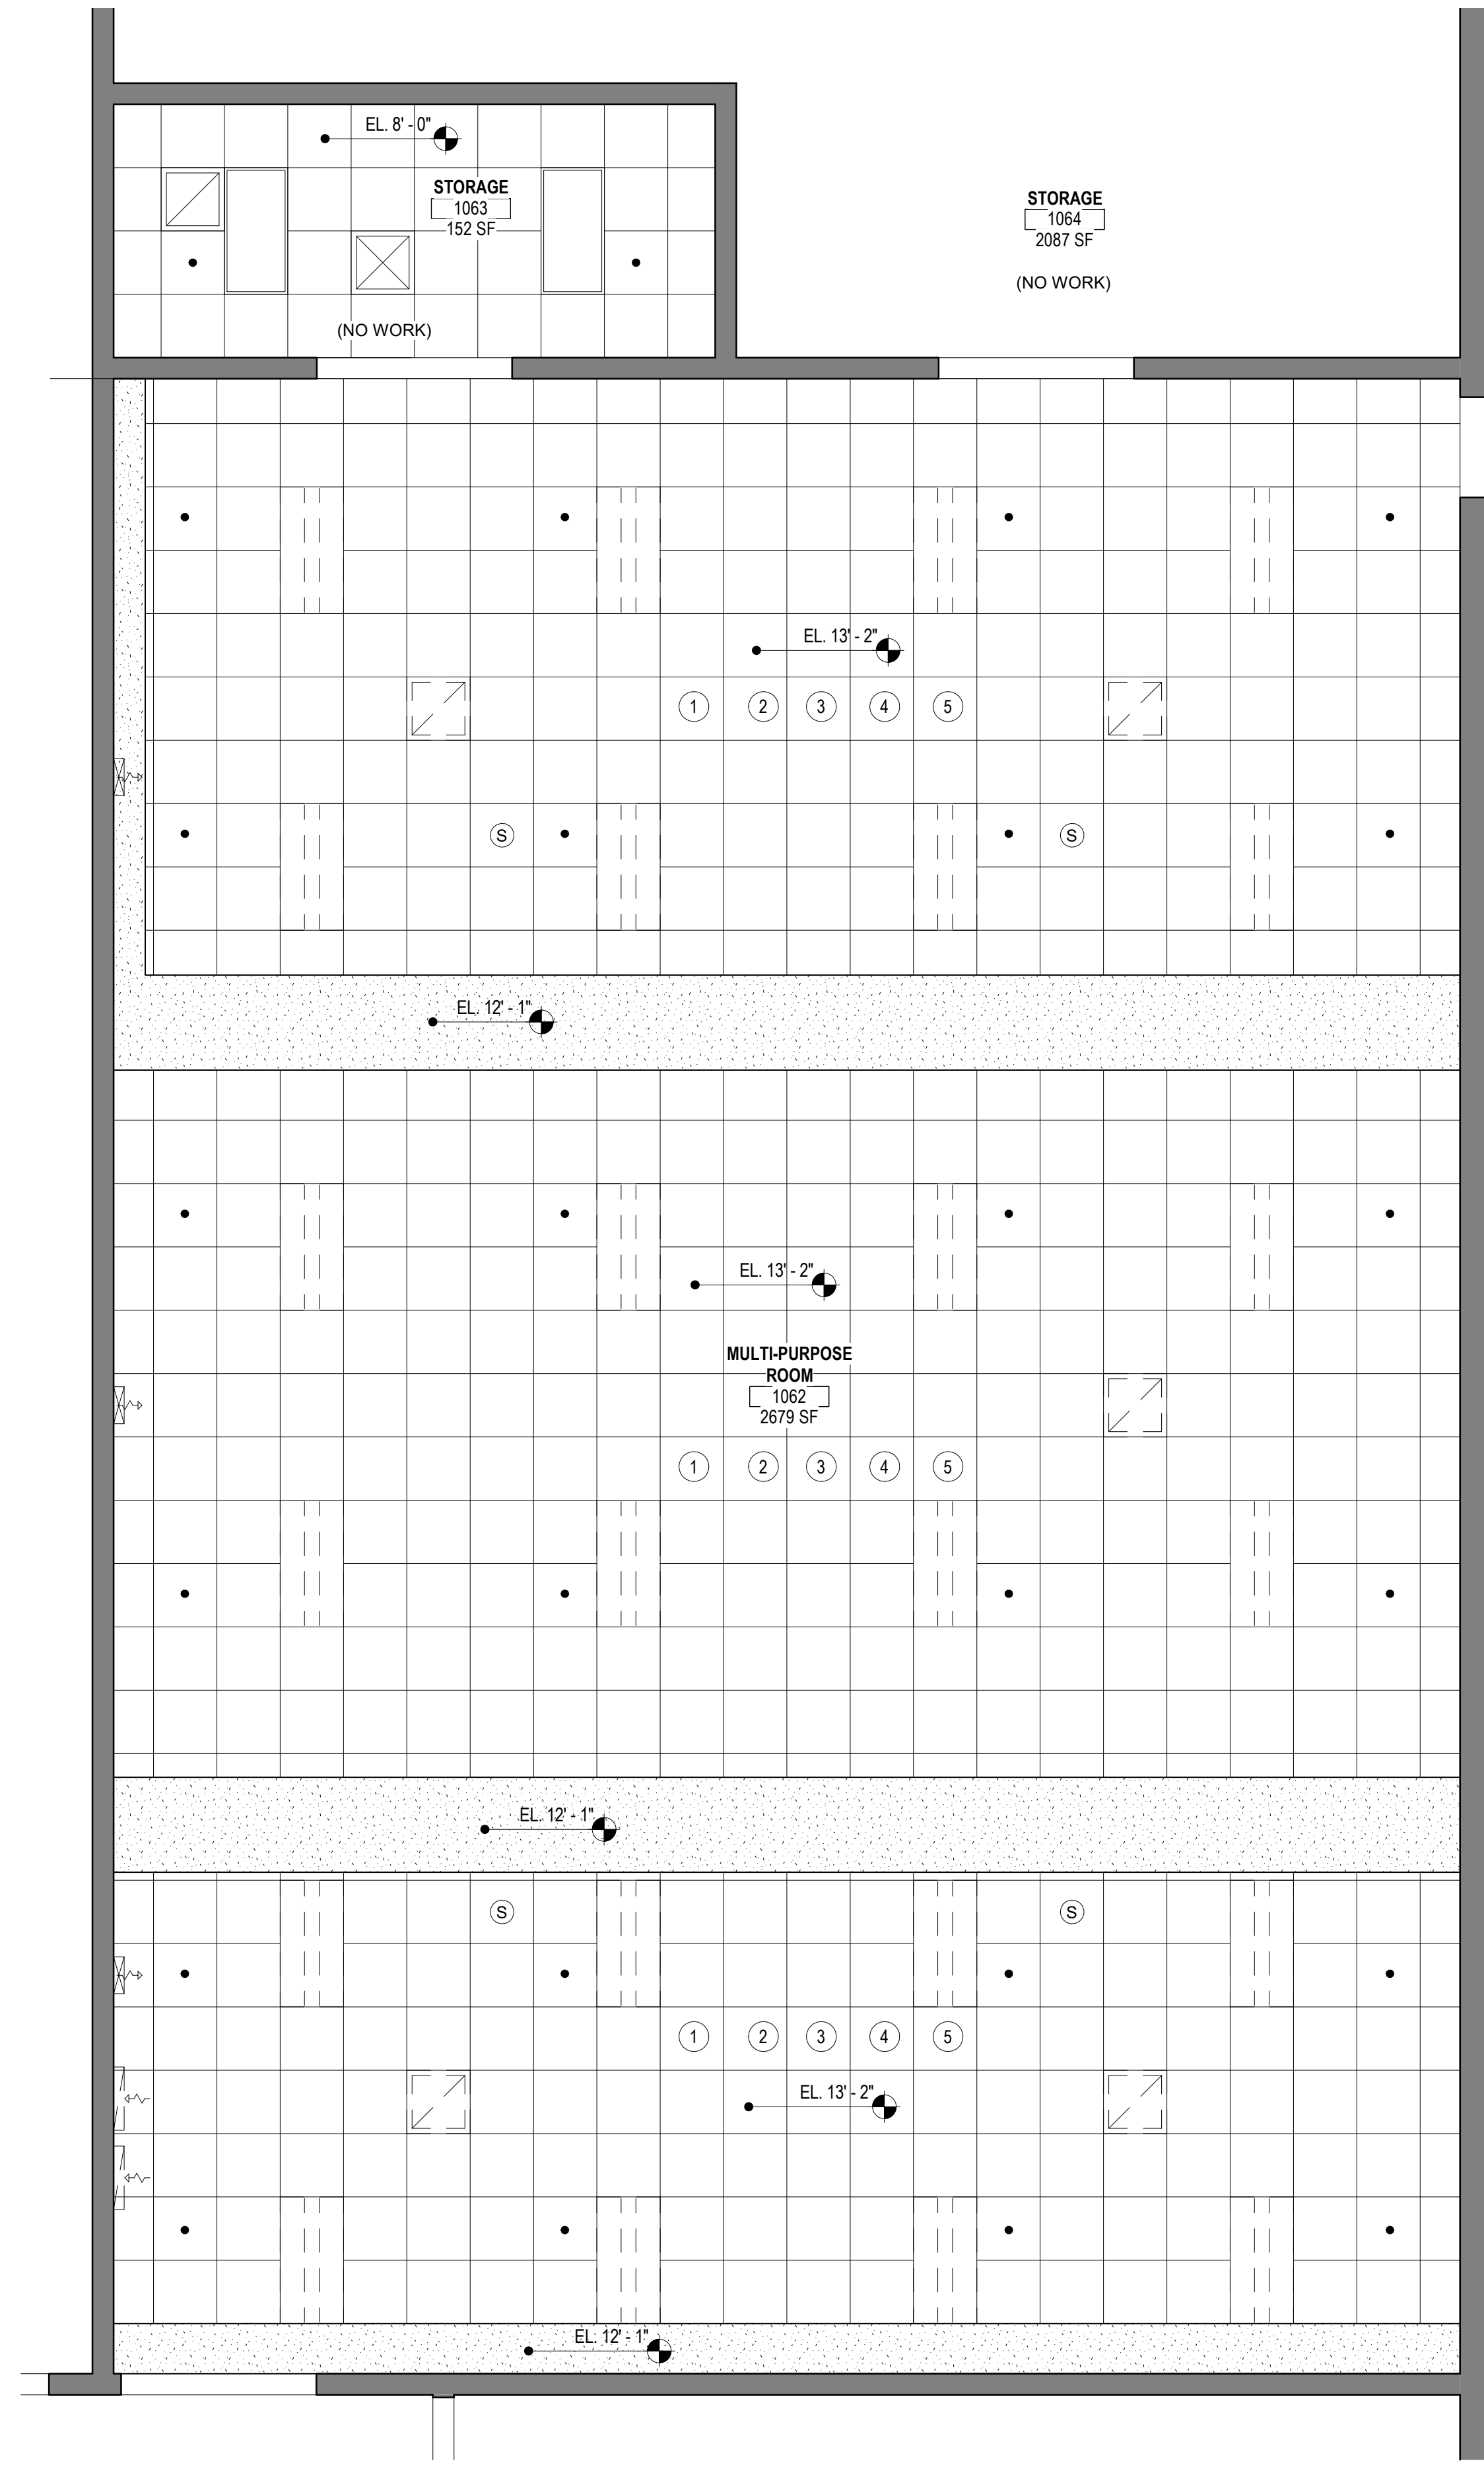 EL. 8' - 0"
STORAGE
1063
152 SF
(NO WORK)
STORAGE
1064
2087 SF
(NO WORK)
EL. 13' - 2"
1 2 3 4 5
S S
EL. 12' - 1"
EL. 13' - 2"
MULTI-PURPOSE
ROOM
1062
2679 SF
1 2 3 4 5
EL. 12' - 1"
S S
1 2 3 4 5
EL. 13' - 2"
EL. 12' - 1"